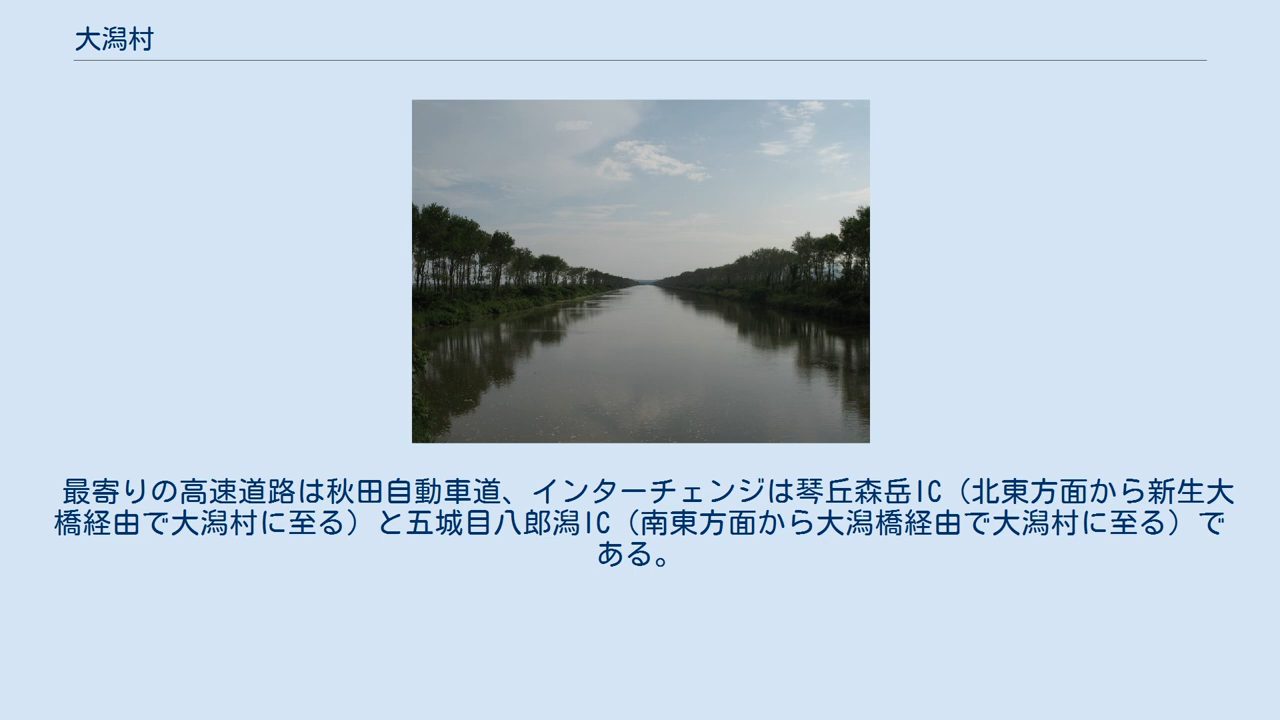 大潟村
最寄りの高速道路は秋田自動車道、インターチェンジは琴丘森岳IC（北東方面から新生大
橋経由で大潟村に至る）と五城目八郎潟IC（南東方面から大潟橋経由で大潟村に至る）で
ある。